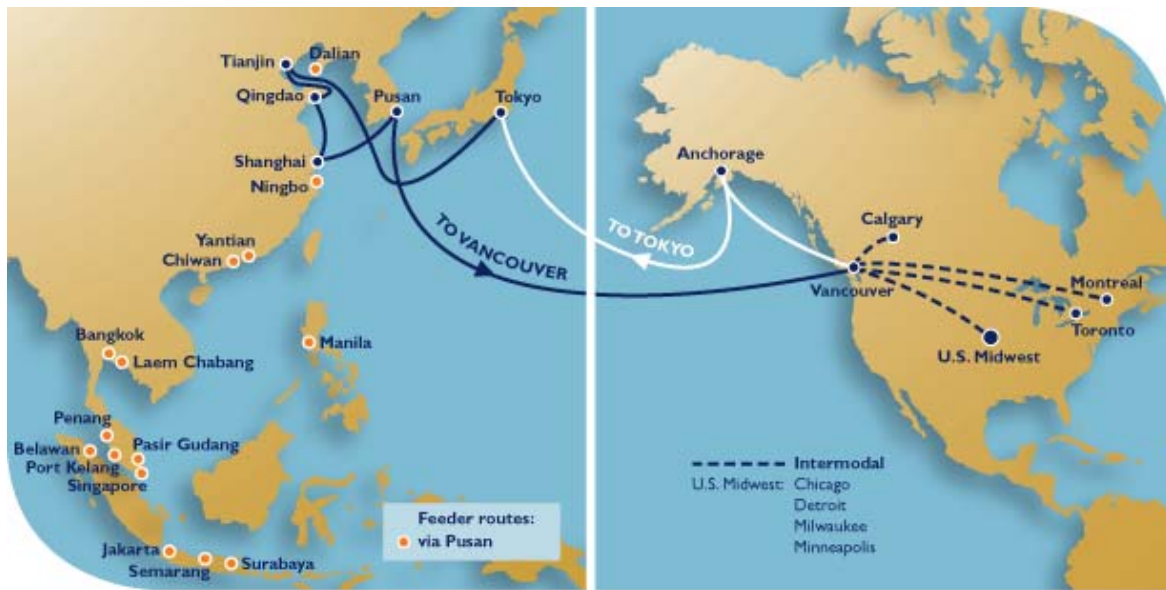 Tianjin
Dalian
Qingdao
Pusan
Tokyo
Shanghai
Ningbo
Yantian
Chiwan
Bangkok
Laem Chabang
Manila
Penang
Belawan
Pasir Gudang
Port Kelang
Singapore
Jakarta
Semarang
Surabaya
TO VANCOUVER
Feeder routes:
via Pusan
Anchorage
TO TOKYO
Calgary
Vancouver
Montreal
Toronto
U.S. Midwest
Intermodal
U.S. Midwest: Chicago
Detroit
Milwaukee
Minneapolis